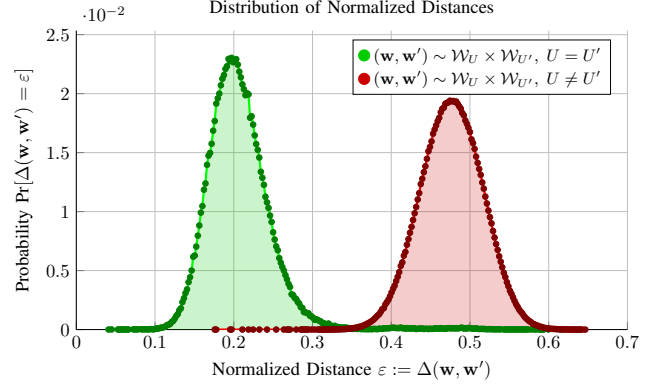 Distribution of Normalized Distances
·10⁻²
(w, w′) ∼ 𝒲_U × 𝒲_U′, U = U′
(w, w′) ∼ 𝒲_U × 𝒲_U′, U ≠ U′
Probability Pr[Δ(w, w′) = ε]
2.5
2
1.5
1
0.5
0
0 0.1 0.2 0.3 0.4 0.5 0.6 0.7
Normalized Distance ε := Δ(w, w′)